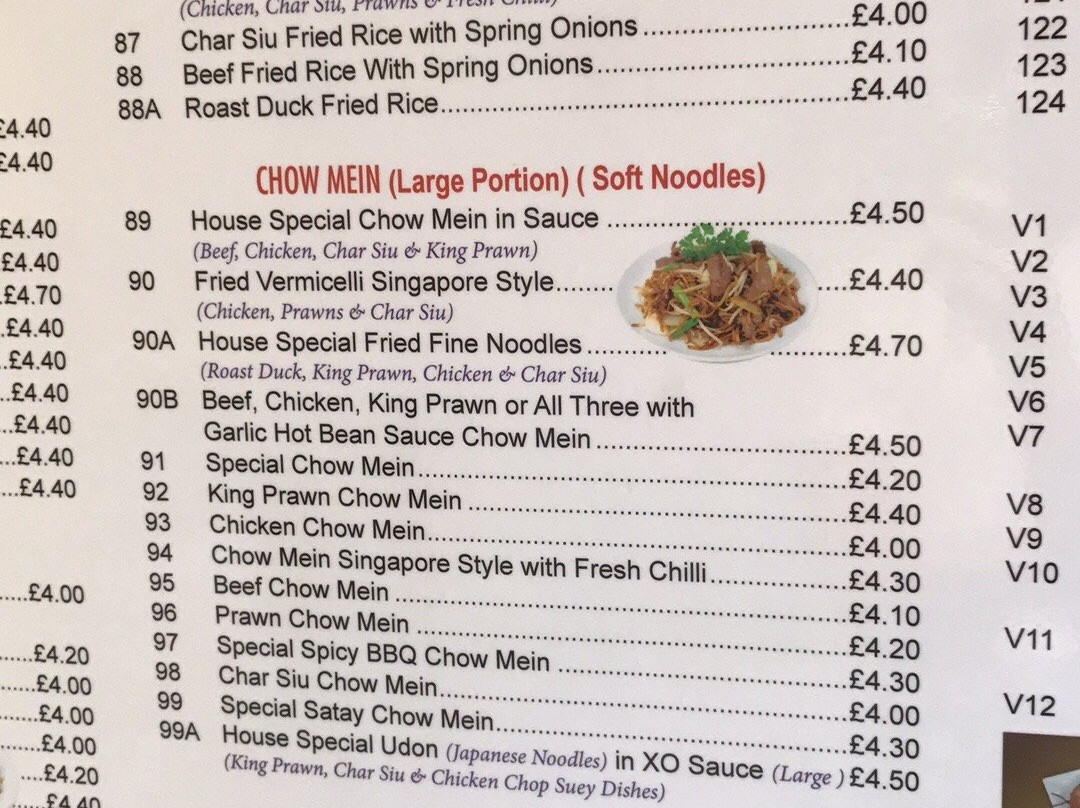 (Chicken, Char Siu, Prawns & Fresh Chilli)
87 Char Siu Fried Rice with Spring Onions £4.00
88 Beef Fried Rice With Spring Onions £4.10
88A Roast Duck Fried Rice £4.40
CHOW MEIN (Large Portion) ( Soft Noodles)
89 House Special Chow Mein in Sauce £4.50
(Beef, Chicken, Char Siu & King Prawn)
90 Fried Vermicelli Singapore Style £4.40
(Chicken, Prawns & Char Siu)
90A House Special Fried Fine Noodles £4.70
(Roast Duck, King Prawn, Chicken & Char Siu)
90B Beef, Chicken, King Prawn or All Three with
Garlic Hot Bean Sauce Chow Mein £4.50
91 Special Chow Mein £4.20
92 King Prawn Chow Mein £4.40
93 Chicken Chow Mein £4.00
94 Chow Mein Singapore Style with Fresh Chilli £4.30
95 Beef Chow Mein £4.10
96 Prawn Chow Mein £4.20
97 Special Spicy BBQ Chow Mein £4.30
98 Char Siu Chow Mein £4.00
99 Special Satay Chow Mein £4.30
99A House Special Udon (Japanese Noodles) in XO Sauce (Large ) £4.50
(King Prawn, Char Siu & Chicken Chop Suey Dishes)
£4.40
£4.40
£4.40
£4.40
£4.70
£4.40
£4.40
£4.40
£4.40
£4.40
£4.40
£4.00
£4.20
£4.00
£4.00
£4.00
£4.20
£4.40
122
123
124
V1
V2
V3
V4
V5
V6
V7
V8
V9
V10
V11
V12